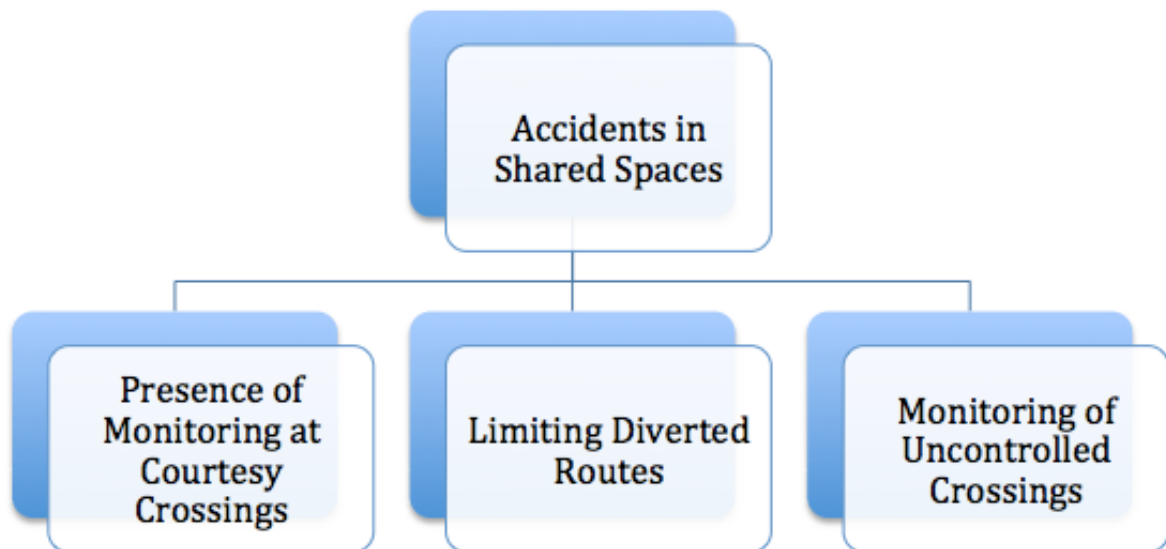 Accidents in
Shared Spaces
Presence of
Monitoring at
Courtesy
Crossings
Limiting Diverted
Routes
Monitoring of
Uncontrolled
Crossings